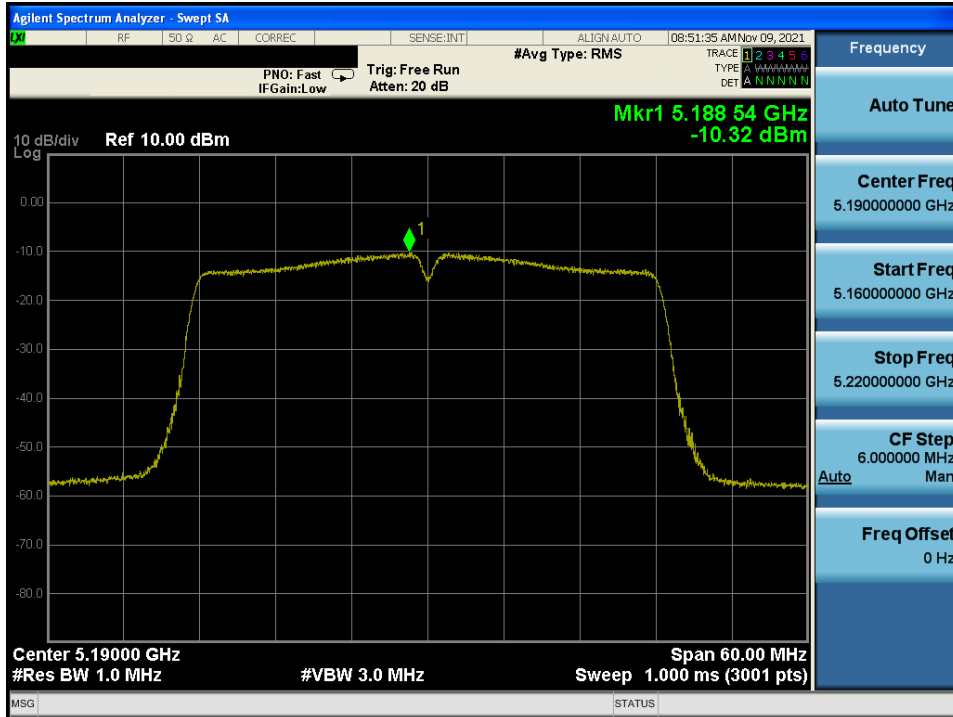 Agilent Spectrum Analyzer - Swept SA
LXI RF 50 Ω AC CORREC SENSE:INT ALIGN AUTO 08:51:35 AM Nov 09, 2021
#Avg Type: RMS
TRACE 1 2 3 4 5 6
TYPE A WWWWW
DET A N N N N N
PNO: Fast
IFGain:Low
Trig: Free Run
Atten: 20 dB
Mkr1 5.188 54 GHz
-10.32 dBm
10 dB/div
Log
Ref 10.00 dBm
0.00
-10.0
-20.0
-30.0
-40.0
-50.0
-60.0
-70.0
-80.0
1
Center 5.19000 GHz
#Res BW 1.0 MHz
#VBW 3.0 MHz
Span 60.00 MHz
Sweep 1.000 ms (3001 pts)
MSG
STATUS
Frequency
Auto Tune
Center Freq
5.190000000 GHz
Start Freq
5.160000000 GHz
Stop Freq
5.220000000 GHz
CF Step
6.000000 MHz
Auto Man
Freq Offset
0 Hz